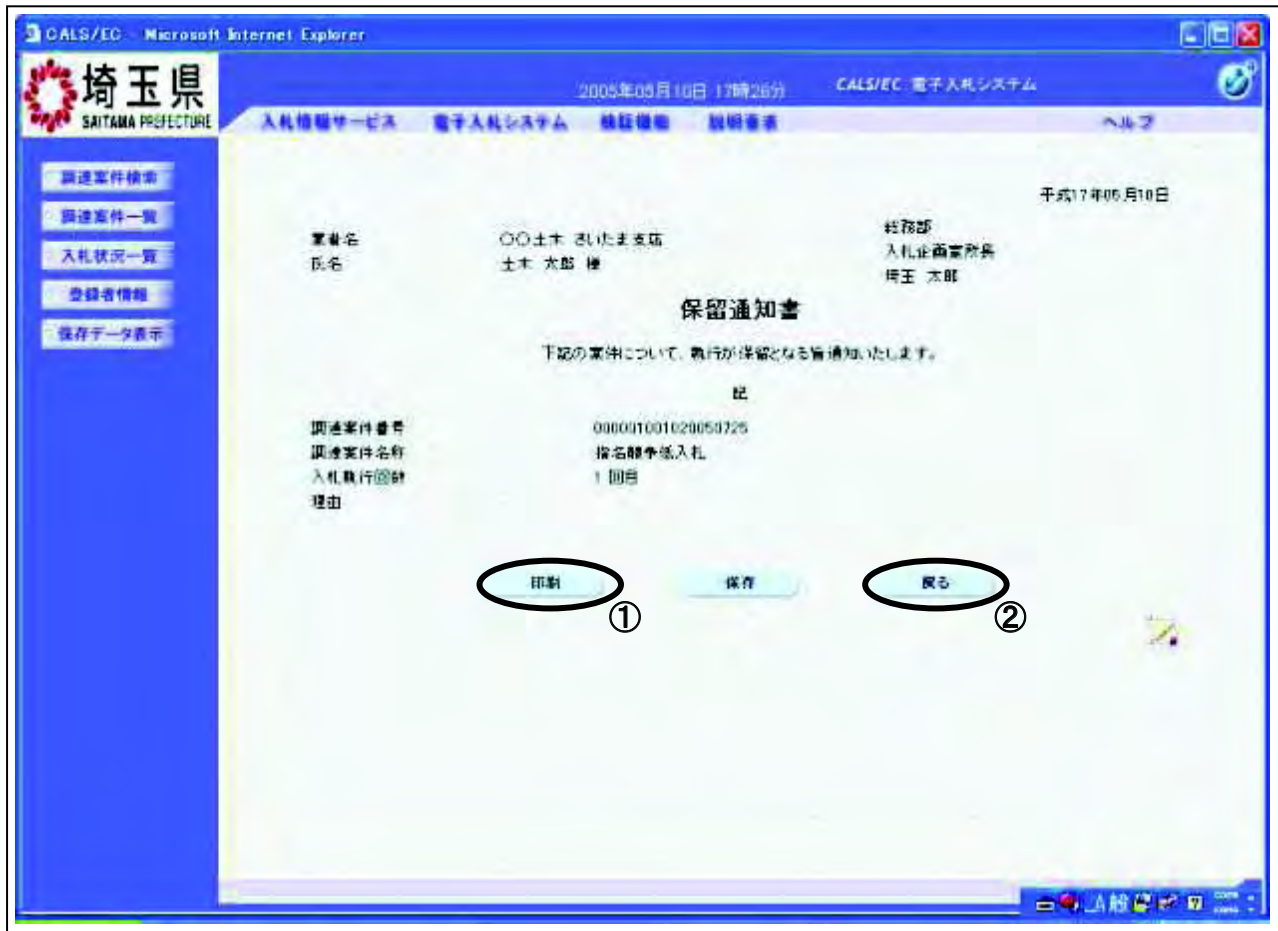 CALS/EC - Microsoft Internet Explorer
埼玉県
SAITAMA PREFECTURE
2005年05月10日 17時26分
CALS/EC 電子入札システム
入札情報サービス 電子入札システム 検証機能 説明要求 ヘルプ
調達案件検索
調達案件一覧
入札状況一覧
登録者情報
保存データ表示
平成17年05月10日
業者名 〇〇土木 さいたま支店
氏名 土木 太郎 様
総務部
入札企画室所長
埼玉 太郎
保留通知書
下記の案件について、執行が保留となる旨通知いたします。
記
調達案件番号 000001001020050725
調達案件名称 指名競争紙入札
入札執行回数 1 回目
理由
印刷 保存 戻る
① ②
A 般